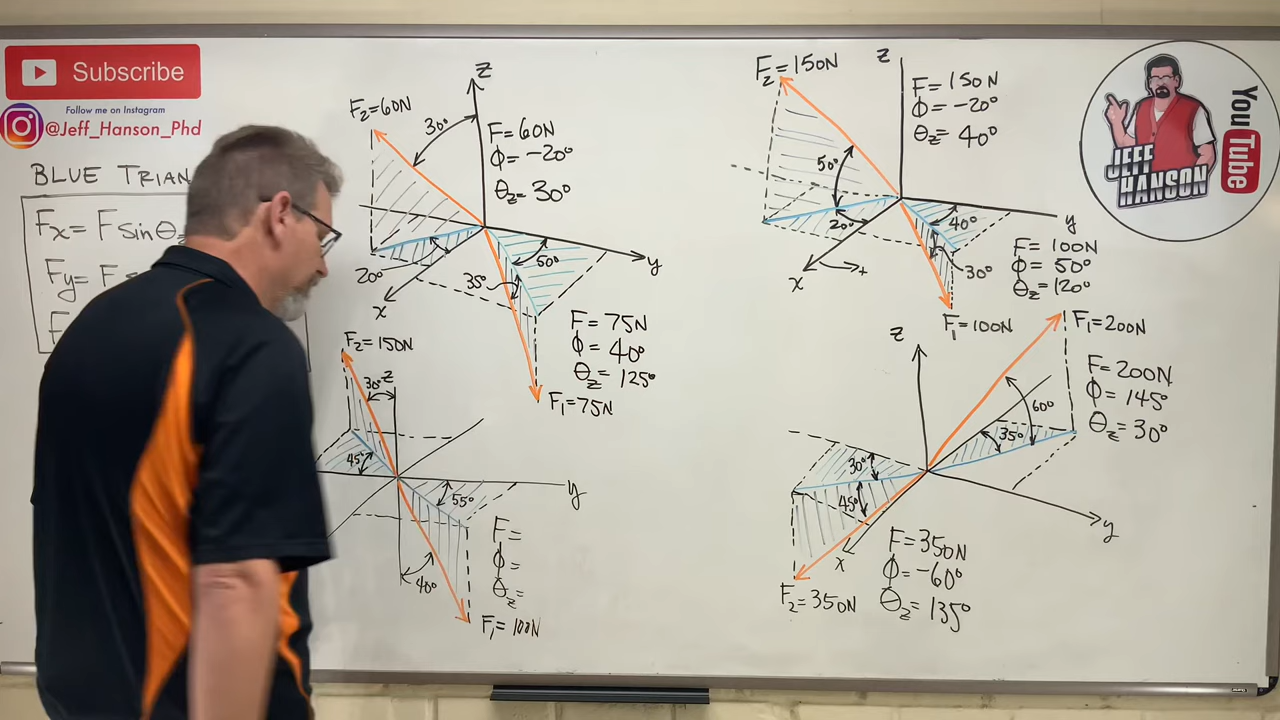 Subscribe
Follow me on Instagram
@Jeff_Hanson_Phd
BLUE
Fx = F sinθ
Fy =
F
F₂=60N
30°
z
F = 60N
ϕ = -20°
θz = 30°
20°
x
35°
50°
y
F = 75N
ϕ = 40°
θz = 125°
F₁=75N
F₂=150N
z
F = 150N
ϕ = -20°
θz = 40°
50°
20°
40°
y
x
+
30°
F = 100N
ϕ = 50°
θz = 120°
F₁=100N
YouTube
JEFF
HANSON
F₂=150N
30°
z
45°
55°
y
40°
F =
ϕ =
θz =
F₁=100N
z
F₁=200N
F = 200N
ϕ = 145°
θz = 30°
60°
35°
30°
45°
y
x
F = 350N
ϕ = -60°
θz = 135°
F₂=350N